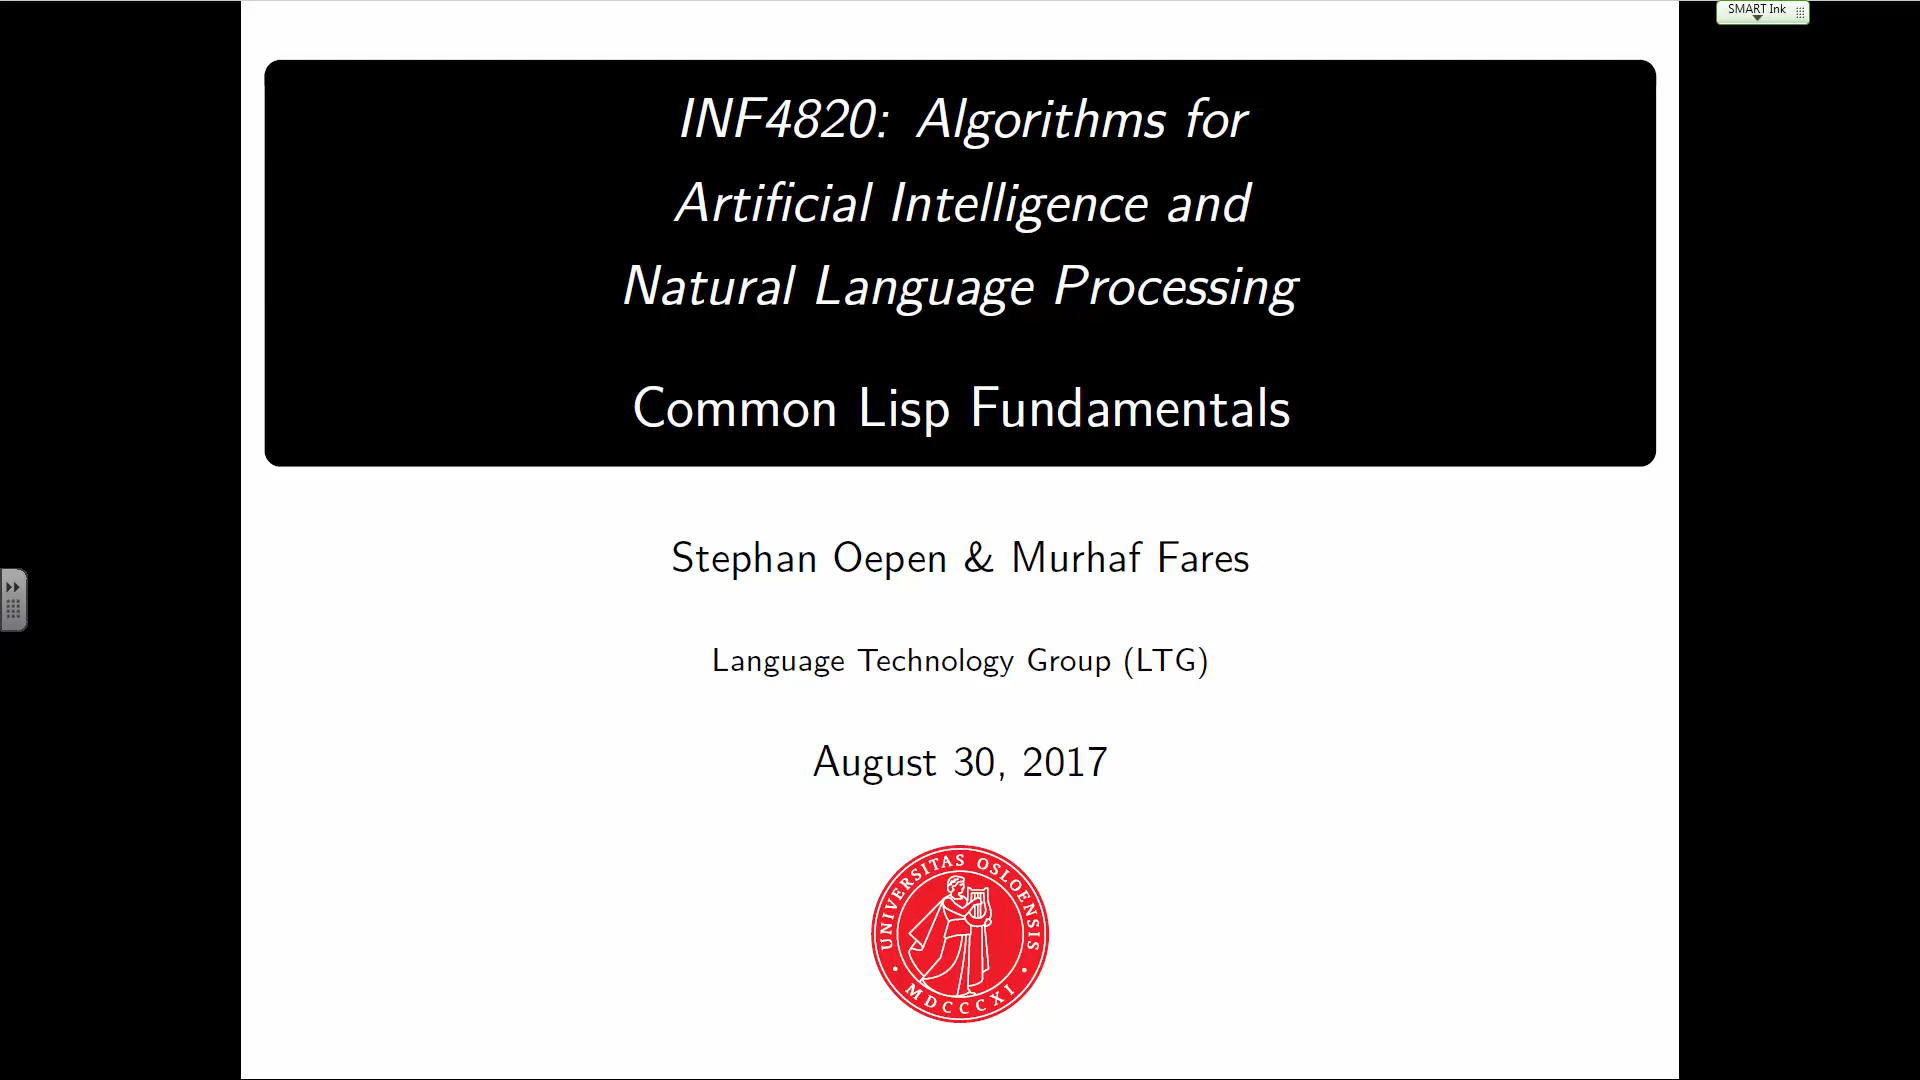 SMART Ink
INF4820: Algorithms for
Artificial Intelligence and
Natural Language Processing
Common Lisp Fundamentals
Stephan Oepen & Murhaf Fares
Language Technology Group (LTG)
August 30, 2017
UNIVERSITAS OSLOENSIS
MDCCCXI